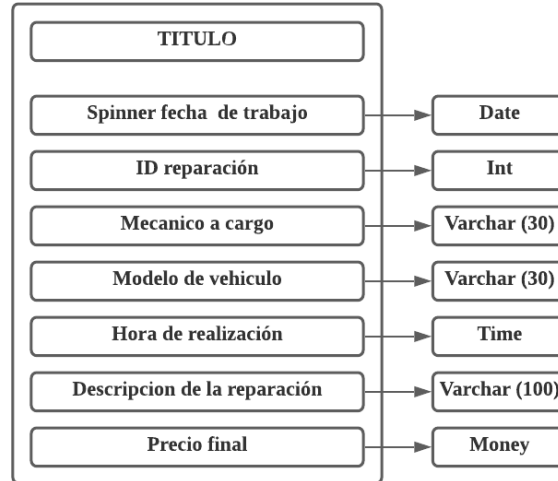 TITULO
Spinner fecha de trabajo
Date
ID reparación
Int
Mecanico a cargo
Varchar (30)
Modelo de vehiculo
Varchar (30)
Hora de realización
Time
Descripcion de la reparación
Varchar (100)
Precio final
Money